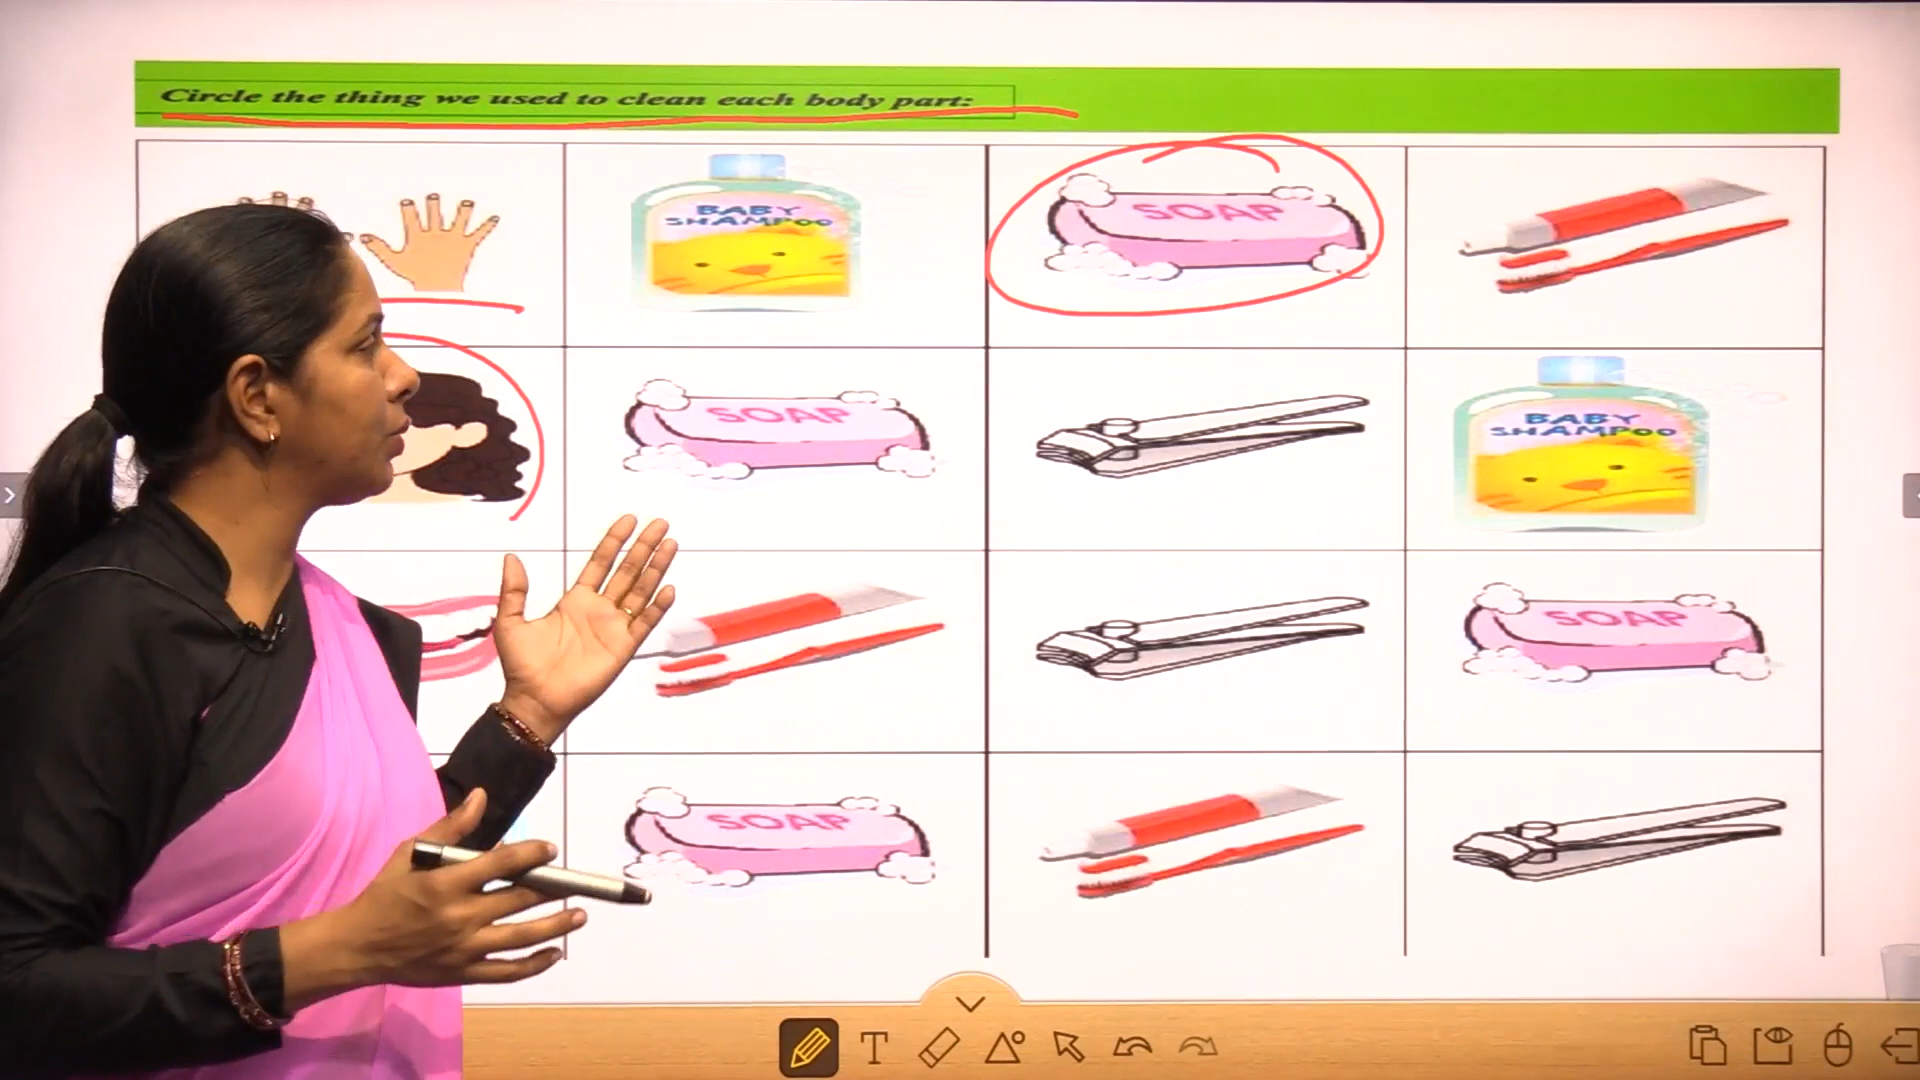 Circle the thing we used to clean each body part:
BABY
SHAMPOO
SOAP
SOAP
BABY
SHAMPOO
SOAP
SOAP
T